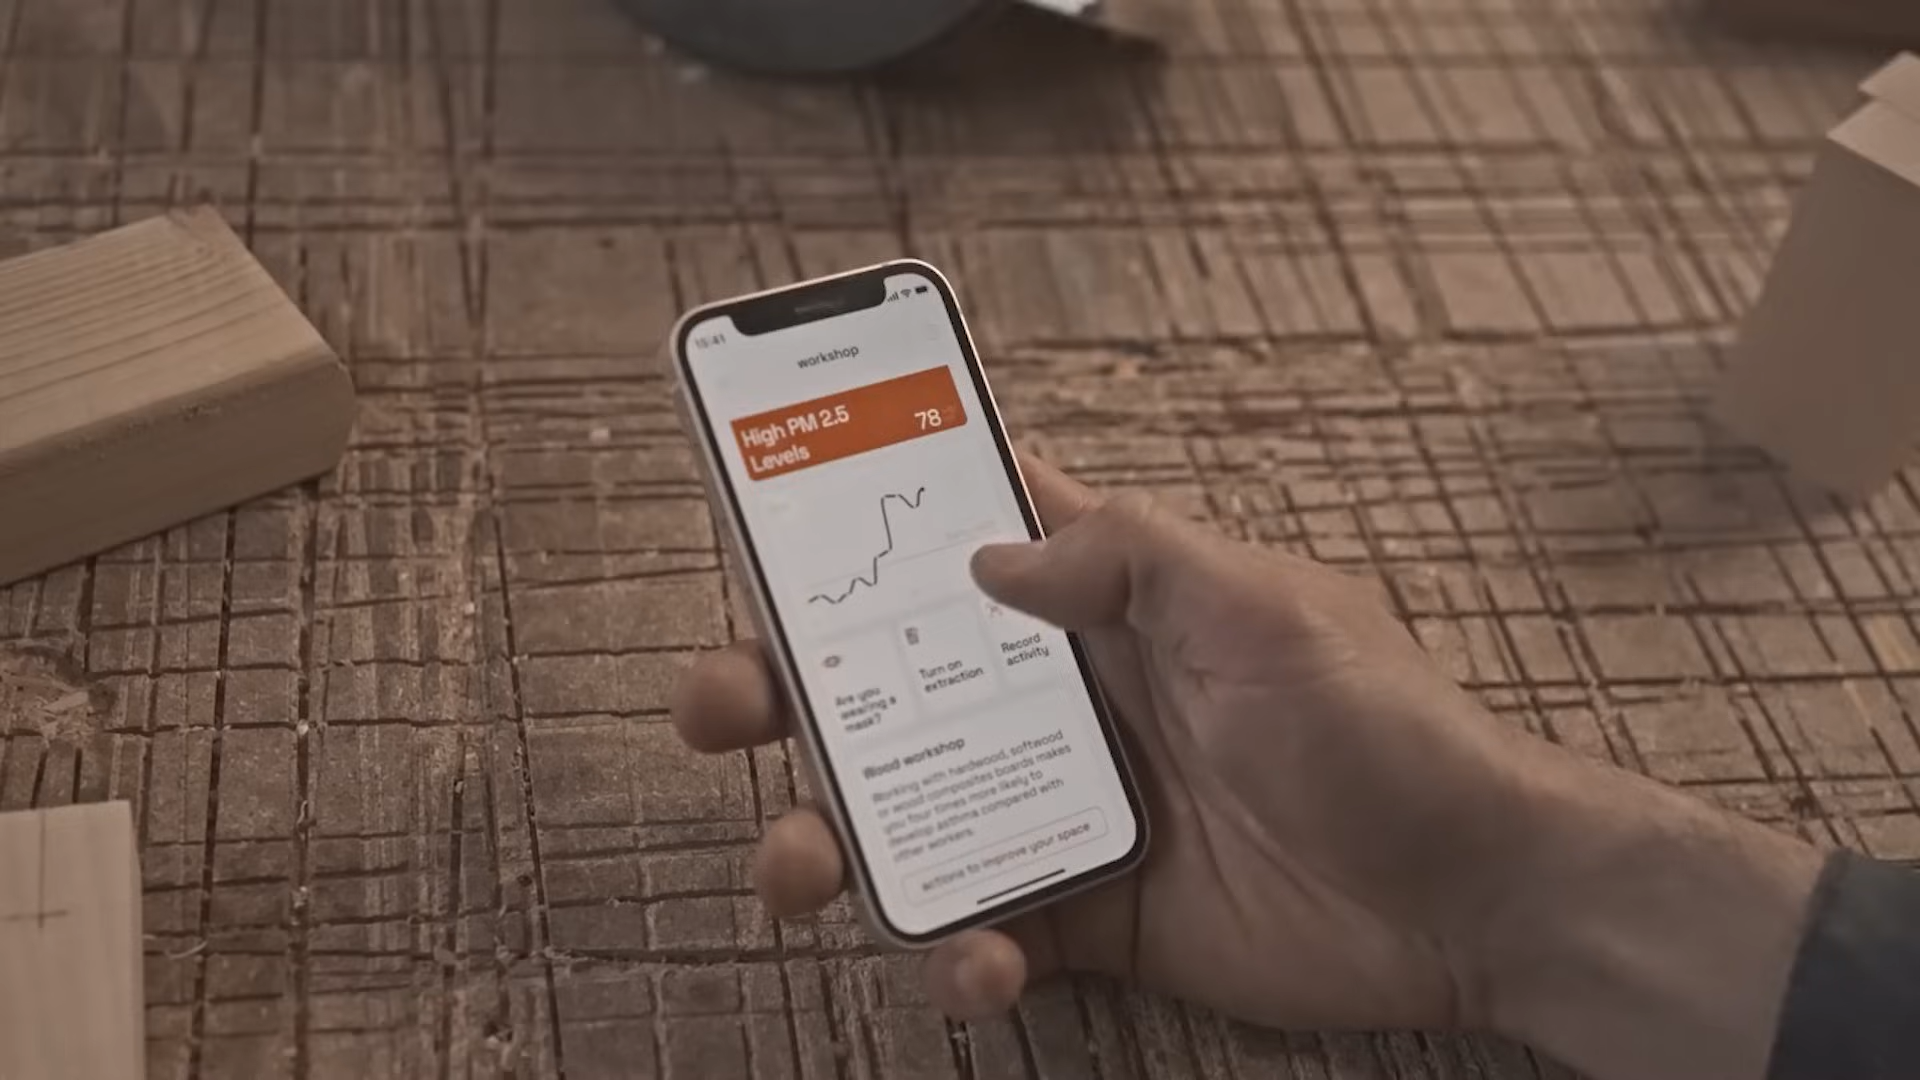 15:41
workshop
High PM 2.5
Levels
78
Are you
wearing a
mask?
Turn on
extraction
Record
activity
Wood workshop
Working with hardwood, softwood
or wood composites boards makes
you four times more likely to
develop asthma compared with
other workers.
actions to improve your space